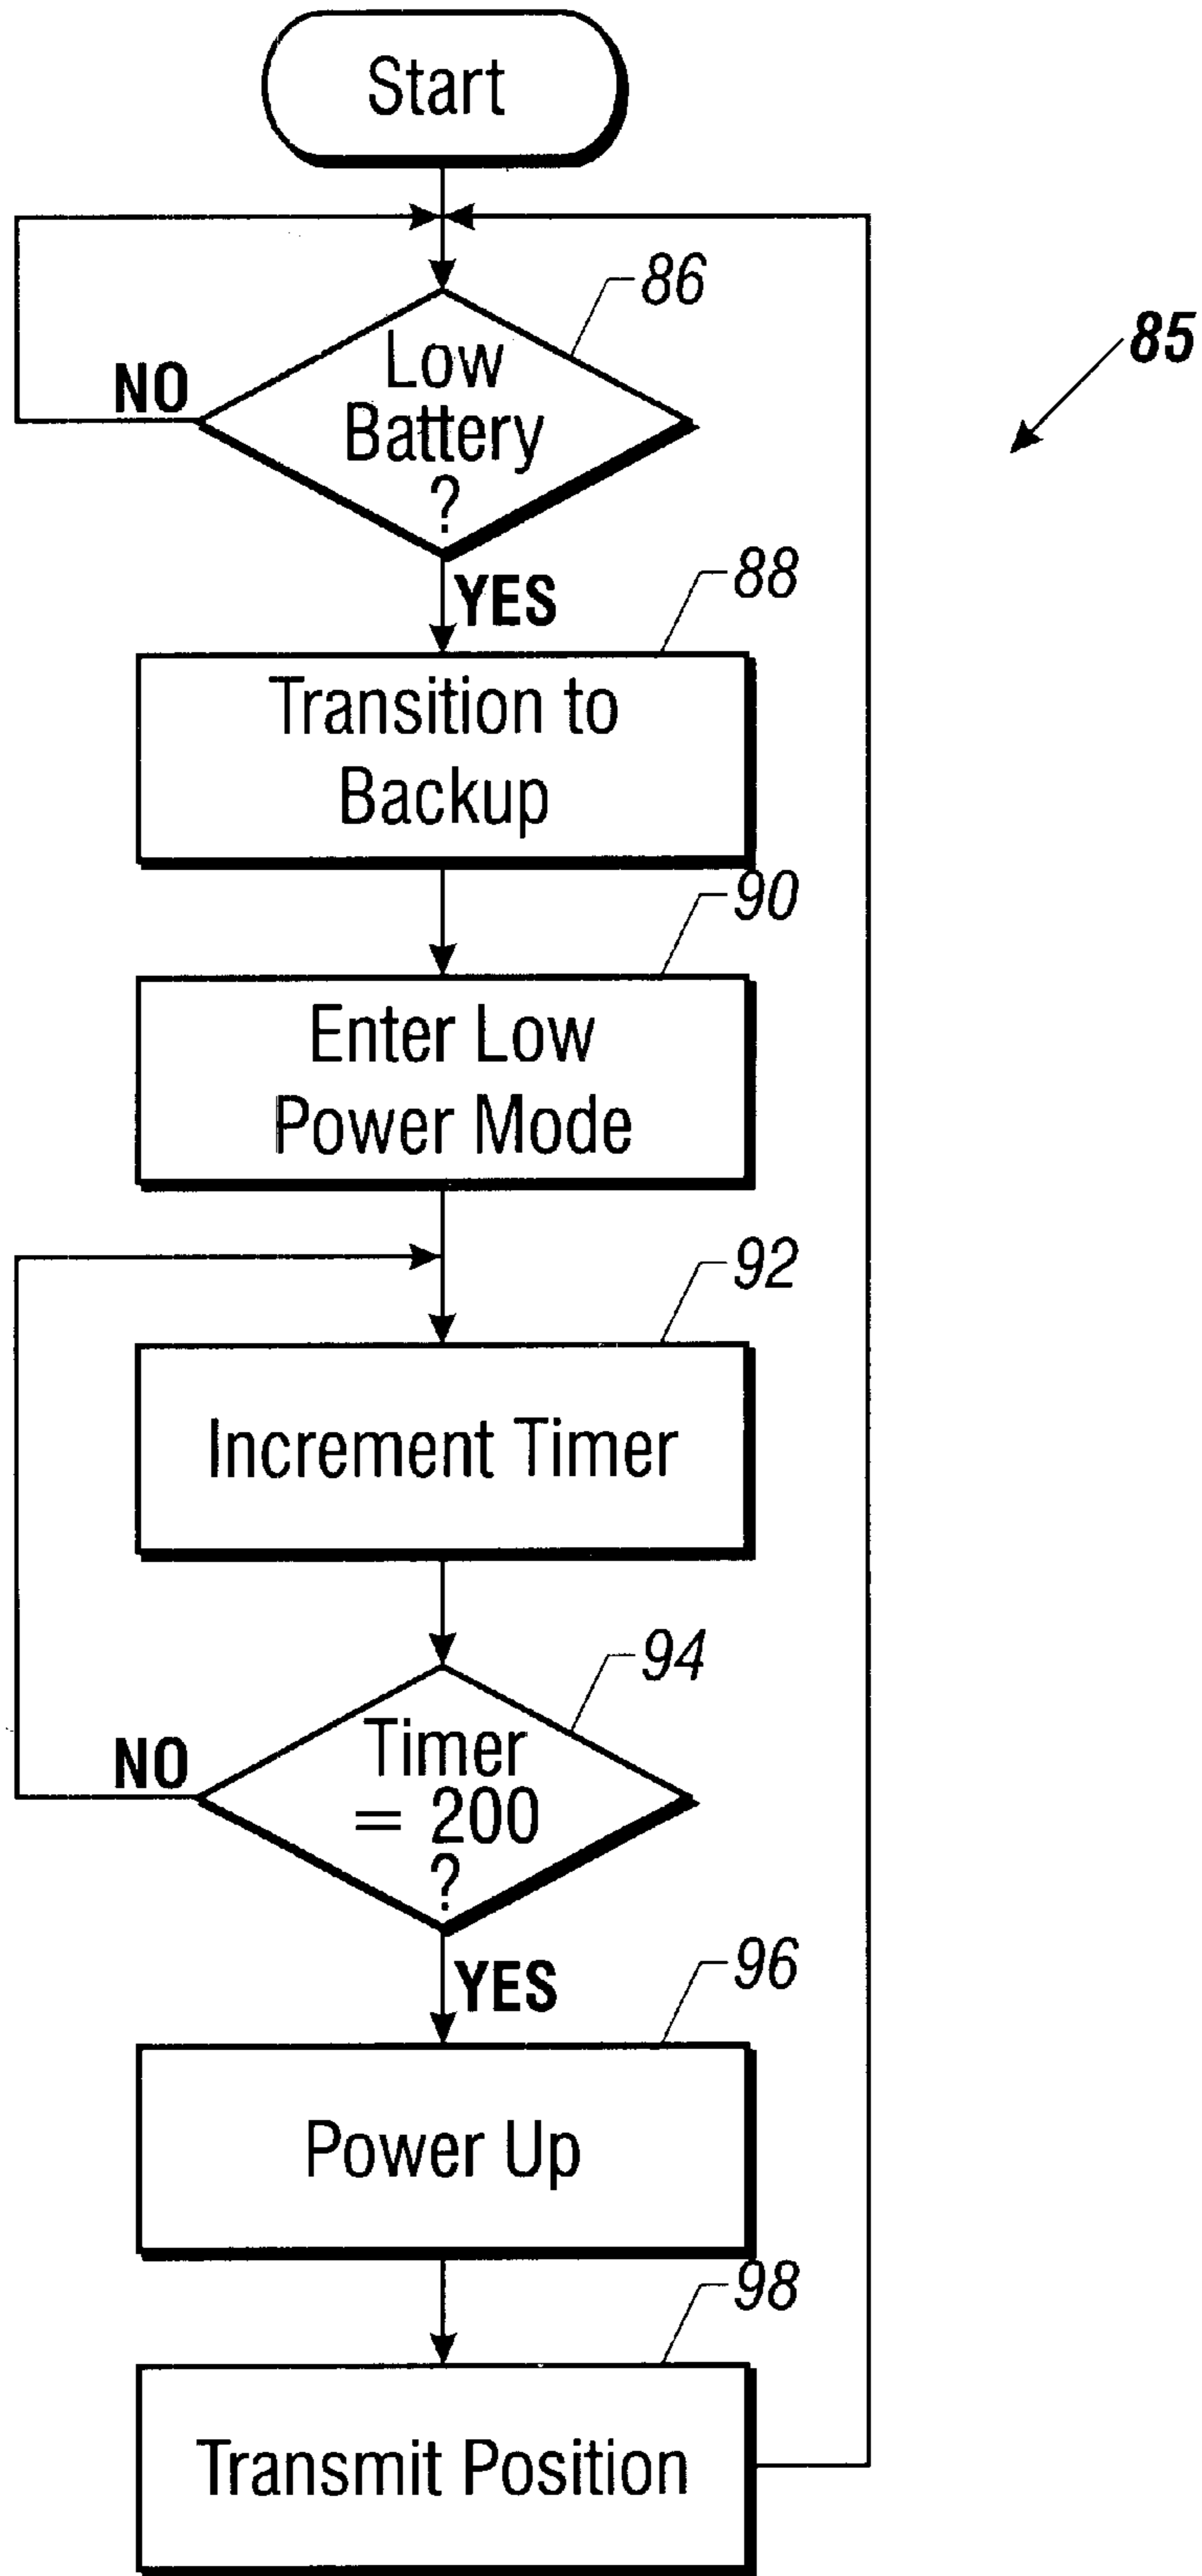 Start
86
85
Low
Battery
?
NO
YES
88
Transition to
Backup
90
Enter Low
Power Mode
92
Increment Timer
94
Timer
= 200
?
NO
YES
96
Power Up
98
Transmit Position